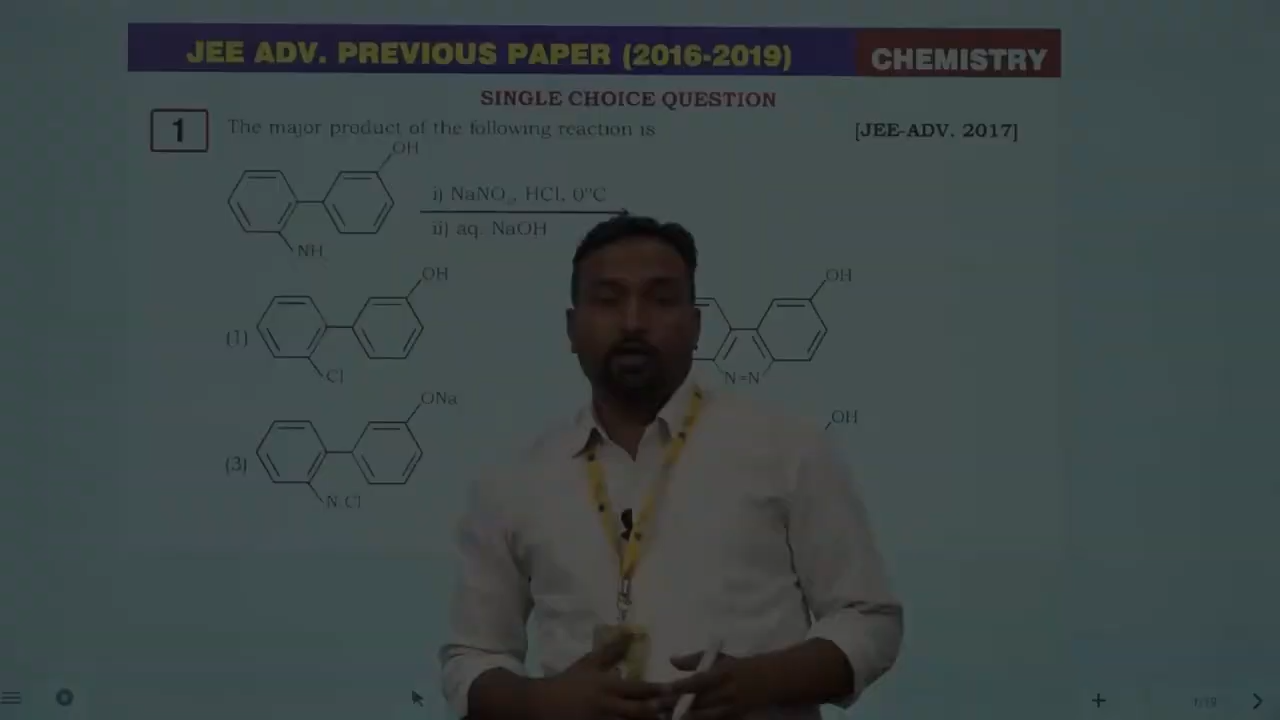 JEE ADV. PREVIOUS PAPER (2016-2019) CHEMISTRY
SINGLE CHOICE QUESTION
1 The major product of the following reaction is [JEE-ADV. 2017]
OH
i) NaNO₂, HCl, 0°C
ii) aq. NaOH
NH
OH
OH
(1)
Cl
N=N
ONa
OH
(3)
N Cl